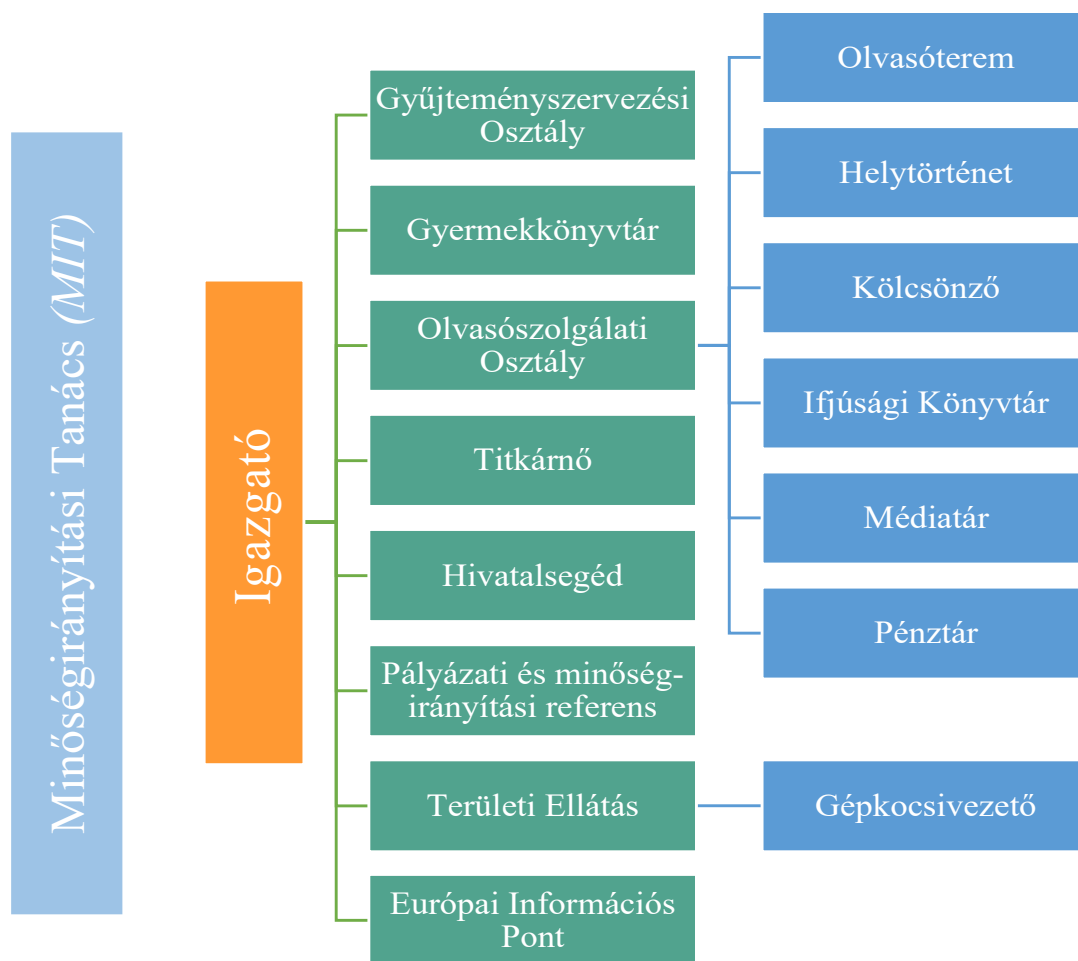 Minőségirányítási Tanács (MIT)
Igazgató
Gyűjteményszervezési
Osztály
Gyermekkönyvtár
Olvasószolgálati
Osztály
Titkárnő
Hivatalsegéd
Pályázati és minőség-
irányítási referens
Területi Ellátás
Európai Információs
Pont
Olvasóterem
Helytörténet
Kölcsönző
Ifjúsági Könyvtár
Médiatár
Pénztár
Gépkocsivezető